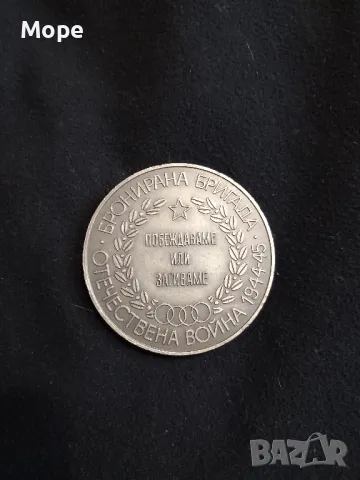 Море
· БРОНИРАНА БРИГАДА ·
ПОБЕЖДАВАМЕ
ИЛИ
ЗАГИВАМЕ
ОТЕЧЕСТВЕНА ВОЙНА 1944-45
BAZAR